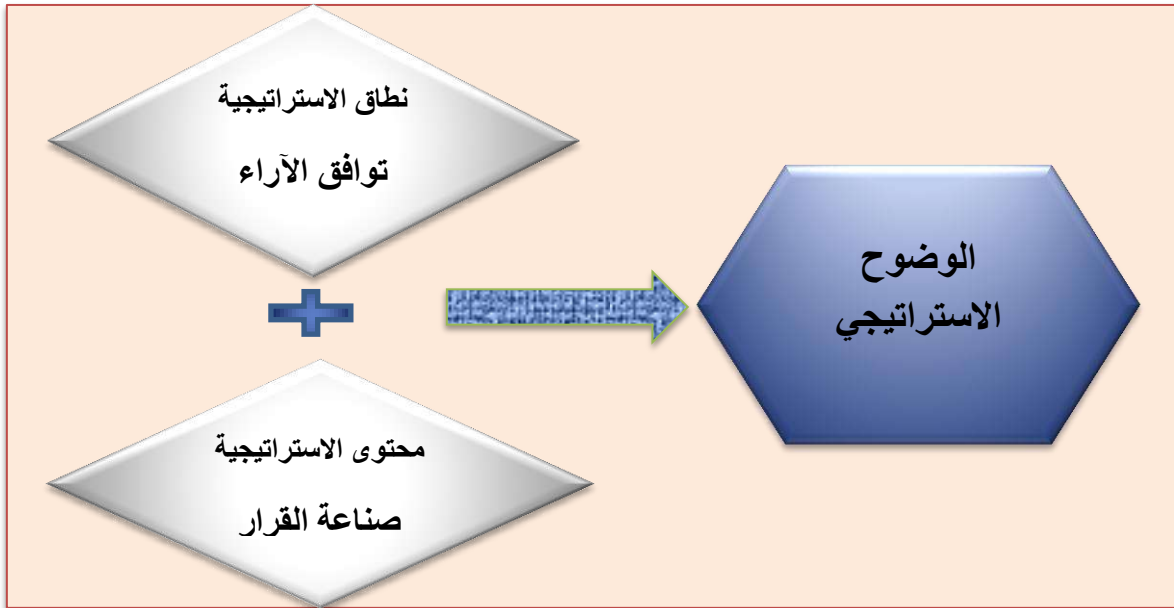 نطاق الاستراتيجية
توافق الآراء
محتوى الاستراتيجية
صناعة القرار
الوضوح
الاستراتيجي